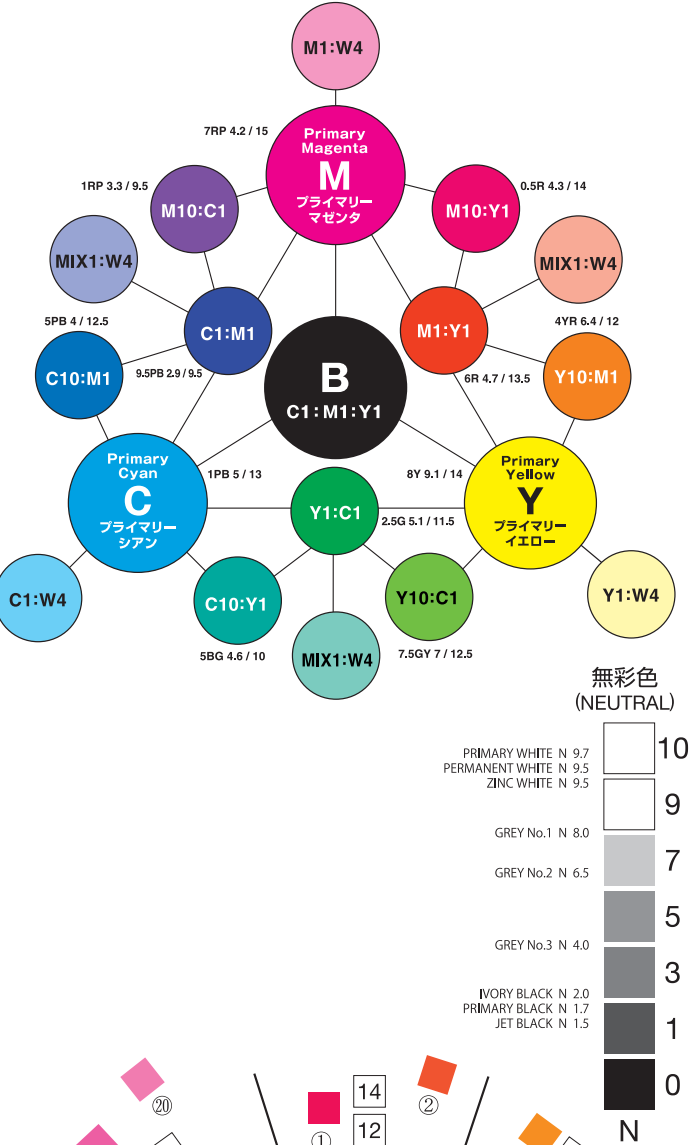 M1:W4
7RP 4.2 / 15
Primary
Magenta
M
プライマリー
マゼンタ
1RP 3.3 / 9.5
0.5R 4.3 / 14
M10:C1
M10:Y1
MIX1:W4
MIX1:W4
5PB 4 / 12.5
4YR 6.4 / 12
C1:M1
M1:Y1
C10:M1
9.5PB 2.9 / 9.5
B
C1:M1:Y1
6R 4.7 / 13.5
Y10:M1
Primary
Cyan
C
プライマリー
シアン
1PB 5 / 13
8Y 9.1 / 14
Primary
Yellow
Y
プライマリー
イエロー
Y1:C1
2.5G 5.1 / 11.5
C1:W4
C10:Y1
Y10:C1
Y1:W4
5BG 4.6 / 10
MIX1:W4
7.5GY 7 / 12.5
無彩色
(NEUTRAL)
10
PRIMARY WHITE N 9.7
PERMANENT WHITE N 9.5
ZINC WHITE N 9.5
9
GREY No.1 N 8.0
7
GREY No.2 N 6.5
5
GREY No.3 N 4.0
3
IVORY BLACK N 2.0
PRIMARY BLACK N 1.7
JET BLACK N 1.5
1
0
N
⑳
14
②
12
①